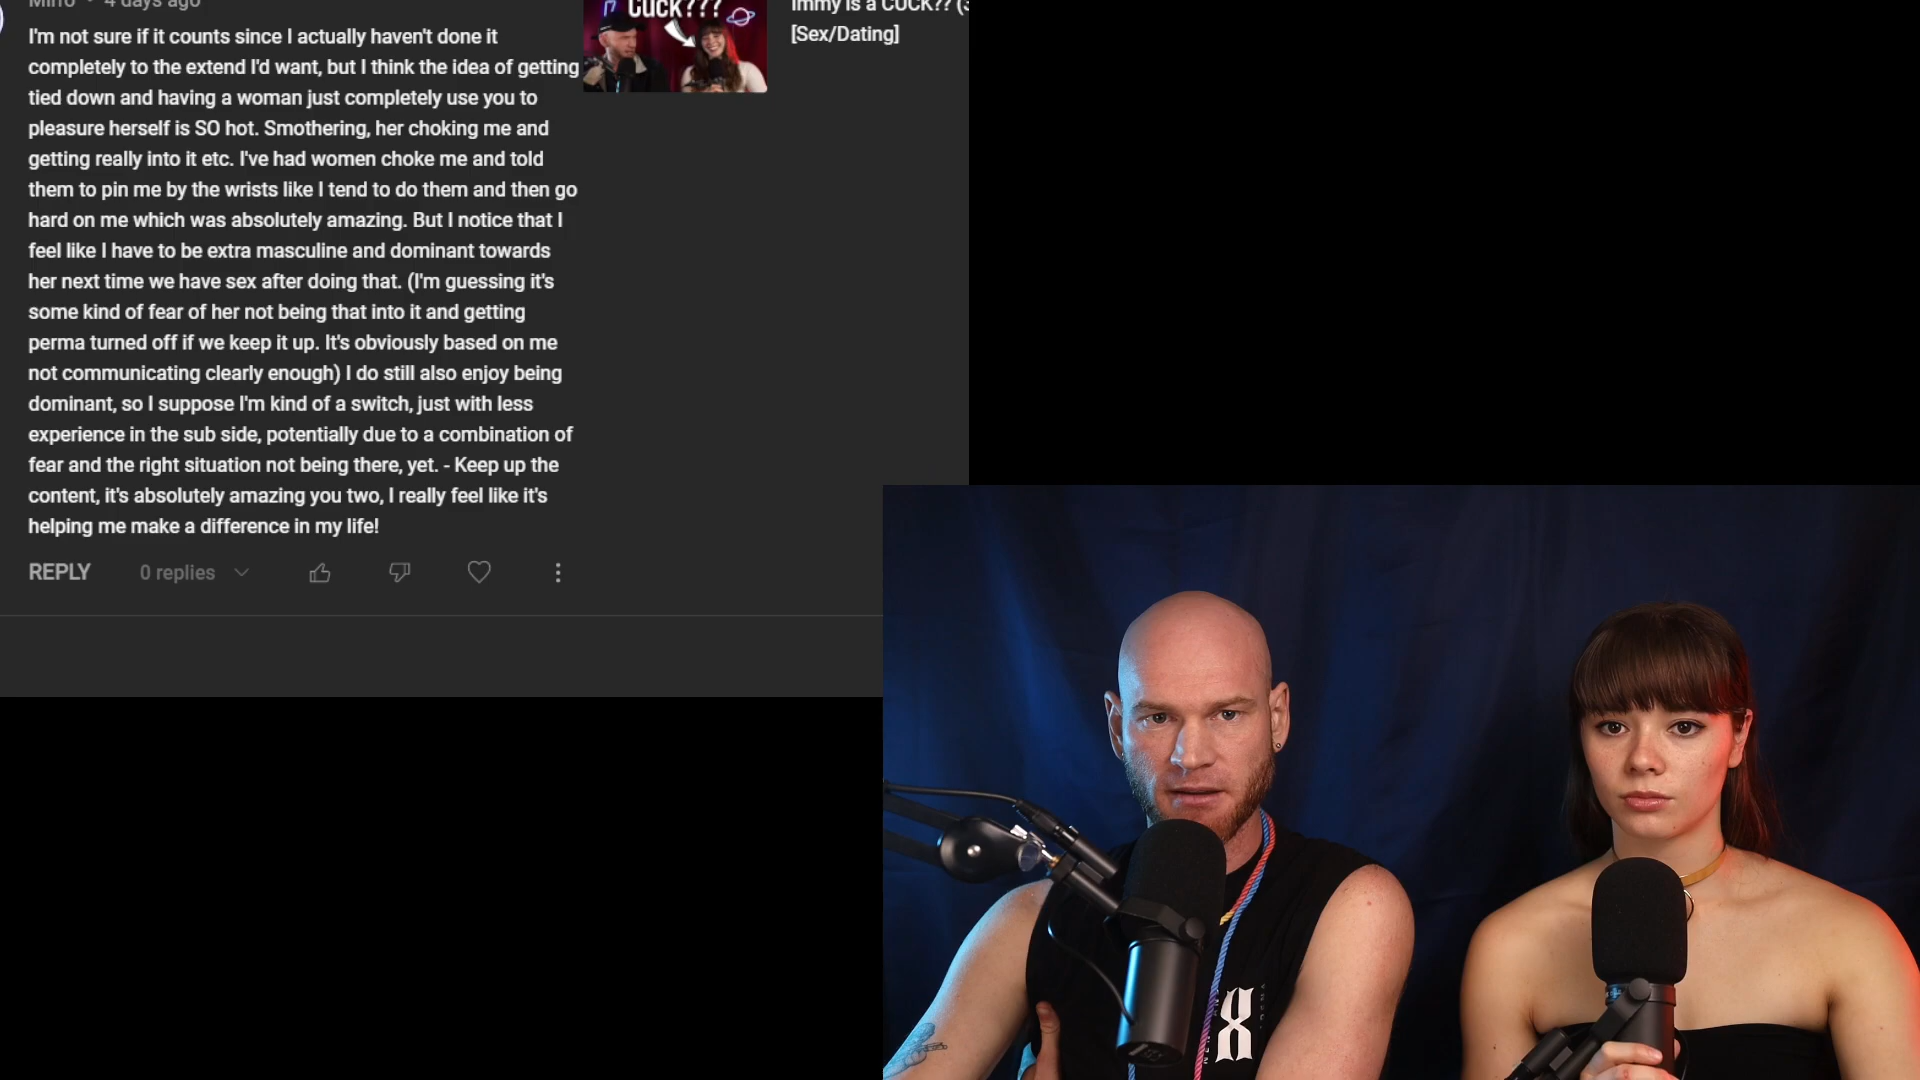 Mirro · 4 days ago
I'm not sure if it counts since I actually haven't done it
completely to the extend I'd want, but I think the idea of getting
tied down and having a woman just completely use you to
pleasure herself is SO hot. Smothering, her choking me and
getting really into it etc. I've had women choke me and told
them to pin me by the wrists like I tend to do them and then go
hard on me which was absolutely amazing. But I notice that I
feel like I have to be extra masculine and dominant towards
her next time we have sex after doing that. (I'm guessing it's
some kind of fear of her not being that into it and getting
perma turned off if we keep it up. It's obviously based on me
not communicating clearly enough) I do still also enjoy being
dominant, so I suppose I'm kind of a switch, just with less
experience in the sub side, potentially due to a combination of
fear and the right situation not being there, yet. - Keep up the
content, it's absolutely amazing you two, I really feel like it's
helping me make a difference in my life!
REPLY 0 replies
Cuck???
Immy is a CUCK?? (3
[Sex/Dating]
X